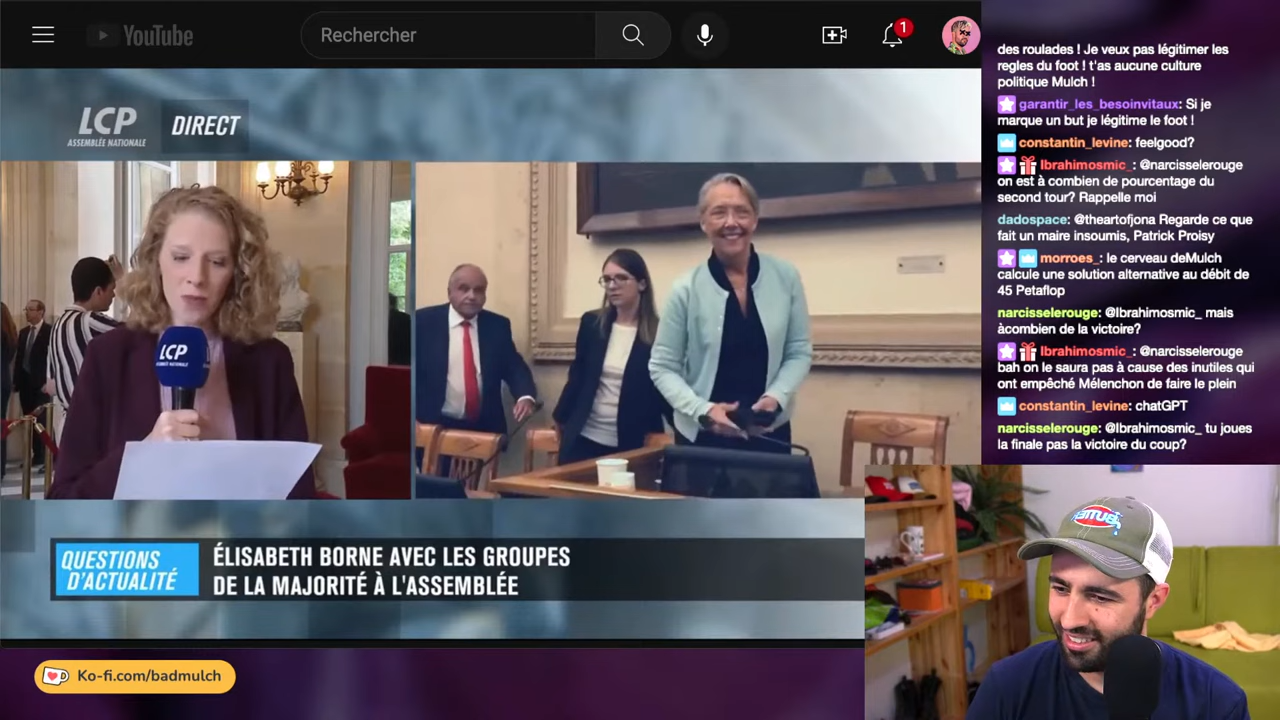 YouTube
Rechercher
1
LCP
ASSEMBLÉE NATIONALE
DIRECT
LCP
QUESTIONS
D'ACTUALITÉ
ÉLISABETH BORNE AVEC LES GROUPES
DE LA MAJORITÉ À L'ASSEMBLÉE
Ko-fi.com/badmulch
des roulades ! Je veux pas légitimer les
regles du foot ! t'as aucune culture
politique Mulch !
garantir_les_besoinvitaux: Si je
marque un but je légitime le foot !
constantin_levine: feelgood?
Ibrahimosmic_: @narcisselerouge
on est à combien de pourcentage du
second tour? Rappelle moi
dadospace: @theartofjona Regarde ce que
fait un maire insoumis, Patrick Proisy
morroes_: le cerveau deMulch
calcule une solution alternative au débit de
45 Petaflop
narcisselerouge: @Ibrahimosmic_ mais
àcombien de la victoire?
Ibrahimosmic_: @narcisselerouge
bah on le saura pas à cause des inutiles qui
ont empêché Mélenchon de faire le plein
constantin_levine: chatGPT
narcisselerouge: @Ibrahimosmic_ tu joues
la finale pas la victoire du coup?